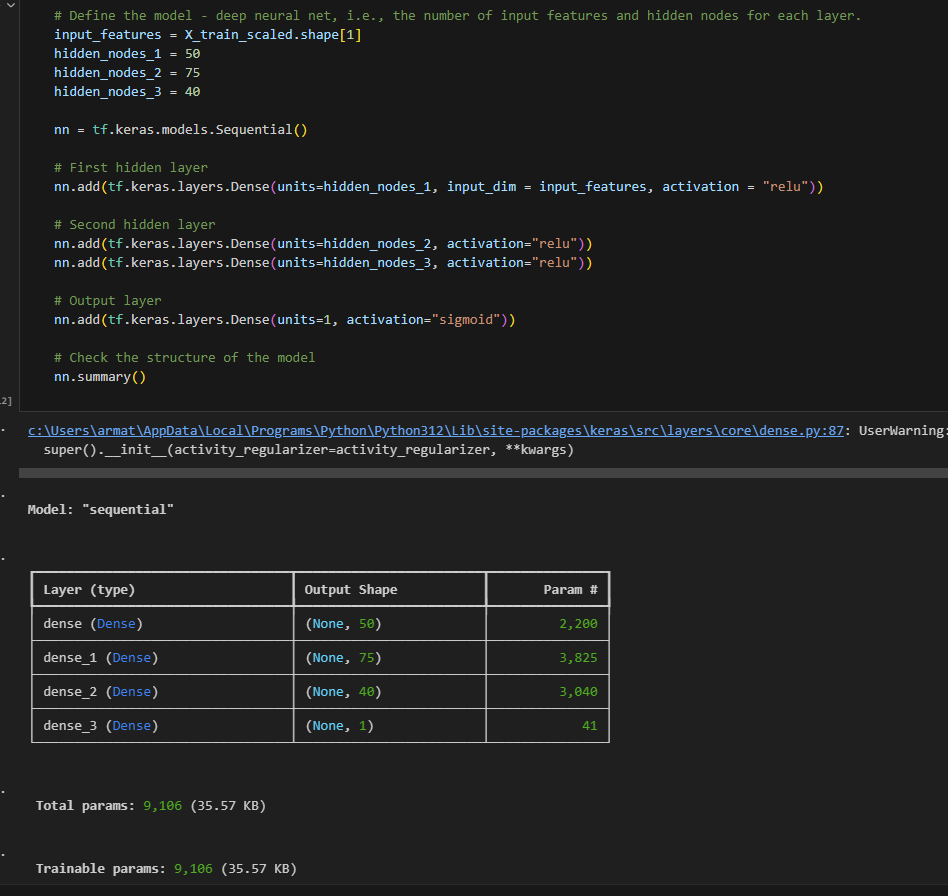 # Define the model - deep neural net, i.e., the number of input features and hidden nodes for each layer.
input_features = X_train_scaled.shape[1]
hidden_nodes_1 = 50
hidden_nodes_2 = 75
hidden_nodes_3 = 40
nn = tf.keras.models.Sequential()
# First hidden layer
nn.add(tf.keras.layers.Dense(units=hidden_nodes_1, input_dim = input_features, activation = "relu"))
# Second hidden layer
nn.add(tf.keras.layers.Dense(units=hidden_nodes_2, activation="relu"))
nn.add(tf.keras.layers.Dense(units=hidden_nodes_3, activation="relu"))
# Output layer
nn.add(tf.keras.layers.Dense(units=1, activation="sigmoid"))
# Check the structure of the model
nn.summary()
2]
c:\Users\armat\AppData\Local\Programs\Python\Python312\Lib\site-packages\keras\src\layers\core\dense.py:87: UserWarning:
super().__init__(activity_regularizer=activity_regularizer, **kwargs)
Model: "sequential"
Layer (type) Output Shape Param #
dense (Dense) (None, 50) 2,200
dense_1 (Dense) (None, 75) 3,825
dense_2 (Dense) (None, 40) 3,040
dense_3 (Dense) (None, 1) 41
Total params: 9,106 (35.57 KB)
Trainable params: 9,106 (35.57 KB)